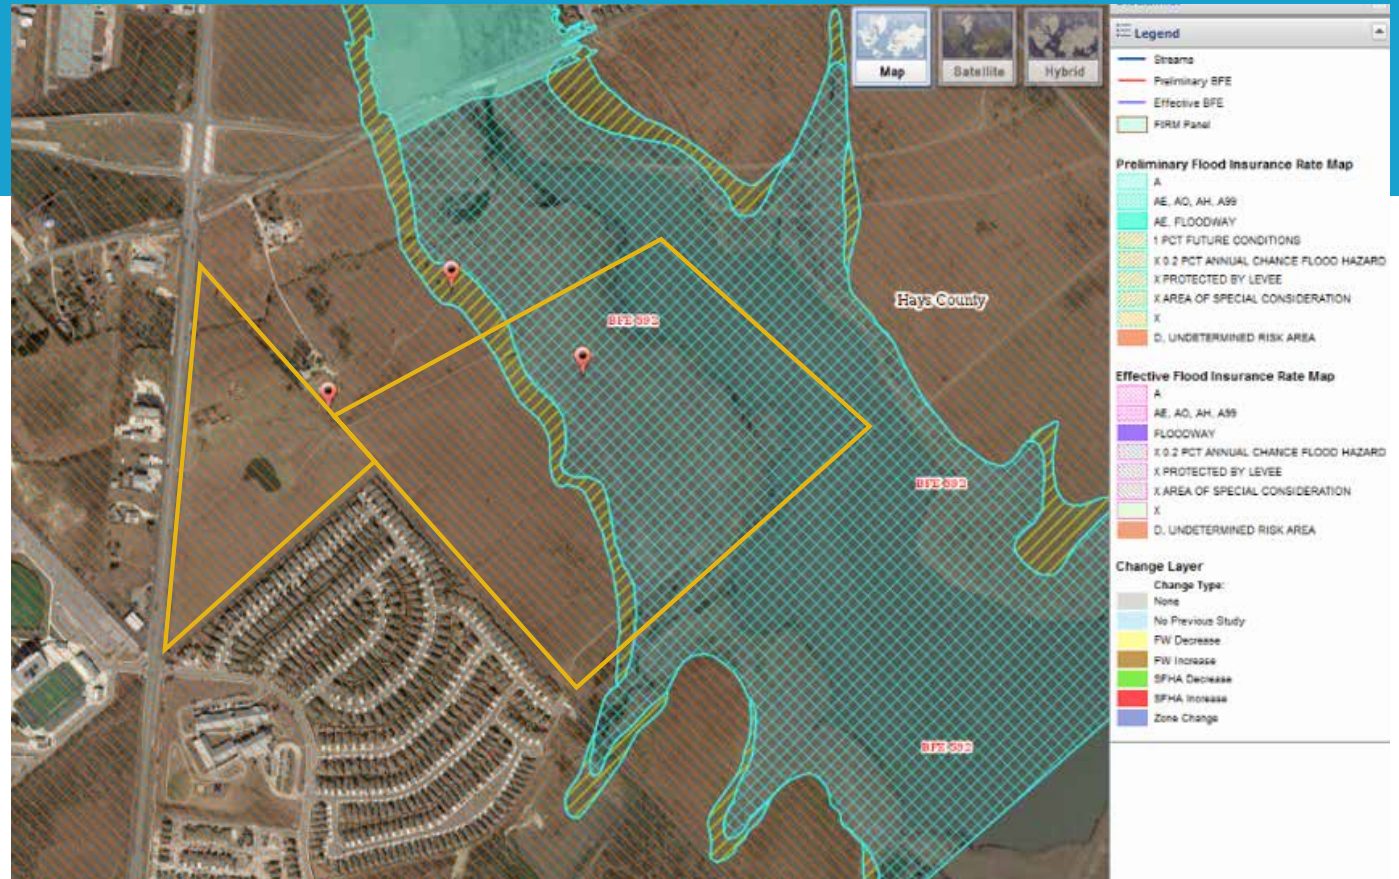 Map
Satellite
Hybrid
Hays County
BFE 592
BFE 592
BFE 592
Legend
Streams
Preliminary BFE
Effective BFE
FIRM Panel
Preliminary Flood Insurance Rate Map
A
AE, AO, AH, A99
AE, FLOODWAY
1 PCT FUTURE CONDITIONS
X 0.2 PCT ANNUAL CHANCE FLOOD HAZARD
X PROTECTED BY LEVEE
X AREA OF SPECIAL CONSIDERATION
X
D, UNDETERMINED RISK AREA
Effective Flood Insurance Rate Map
A
AE, AO, AH, A99
FLOODWAY
X 0.2 PCT ANNUAL CHANCE FLOOD HAZARD
X PROTECTED BY LEVEE
X AREA OF SPECIAL CONSIDERATION
X
D, UNDETERMINED RISK AREA
Change Layer
Change Type:
None
No Previous Study
FW Decrease
FW Increase
SFHA Decrease
SFHA Increase
Zone Change